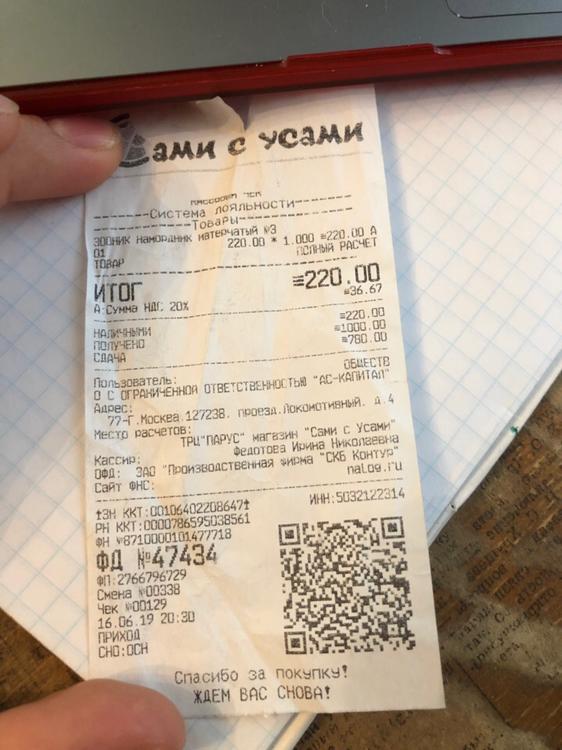 Сами с усами
КАССОВЫЙ ЧЕК
Система лояльности
Товары
ЗООНИК Намордник матерчатый №3
01 220.00 * 1.000 =220.00 А
ТОВАР ПОЛНЫЙ РАСЧЕТ
ИТОГ =220.00
А:Сумма НДС 20% =36.67
НАЛИЧНЫМИ =220.00
ПОЛУЧЕНО =1000.00
СДАЧА =780.00
Пользователь: ОБЩЕСТВ
О С ОГРАНИЧЕННОЙ ОТВЕТСТВЕННОСТЬЮ "АС-КАПИТАЛ"
Адрес:
77-Г.Москва,127238, проезд.Локомотивный, д.4
Место расчетов:
ТРЦ"ПАРУС" магазин "Сами с Усами"
Кассир: Федотова Ирина Николаевна
ОФД: ЗАО "Производственная фирма "СКБ Контур"
Сайт ФНС: nalog.ru
ЗН ККТ:00106402208647 ИНН:5032122314
РН ККТ:0000786595038561
ФН №8710000101477718
ФД №47434
ФП:2766796729
Смена №00338
Чек №00129
16.06.19 20:30
ПРИХОД
СНО:ОСН
Спасибо за покупку!
ЖДЕМ ВАС СНОВА!